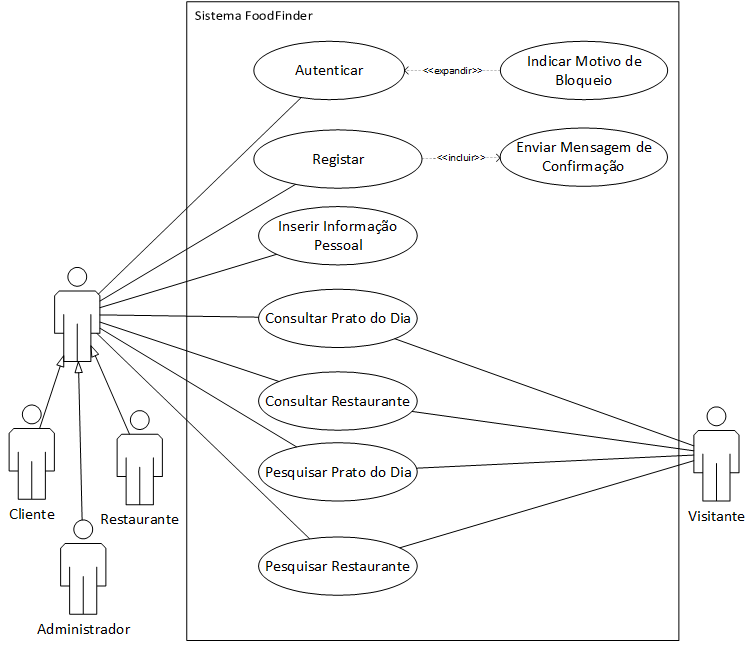 Sistema FoodFinder
Autenticar
<<expandir>>
Indicar Motivo de
Bloqueio
Registar
<<incluir>>
Enviar Mensagem de
Confirmação
Inserir Informação
Pessoal
Consultar Prato do Dia
Consultar Restaurante
Pesquisar Prato do Dia
Pesquisar Restaurante
Cliente
Restaurante
Administrador
Visitante